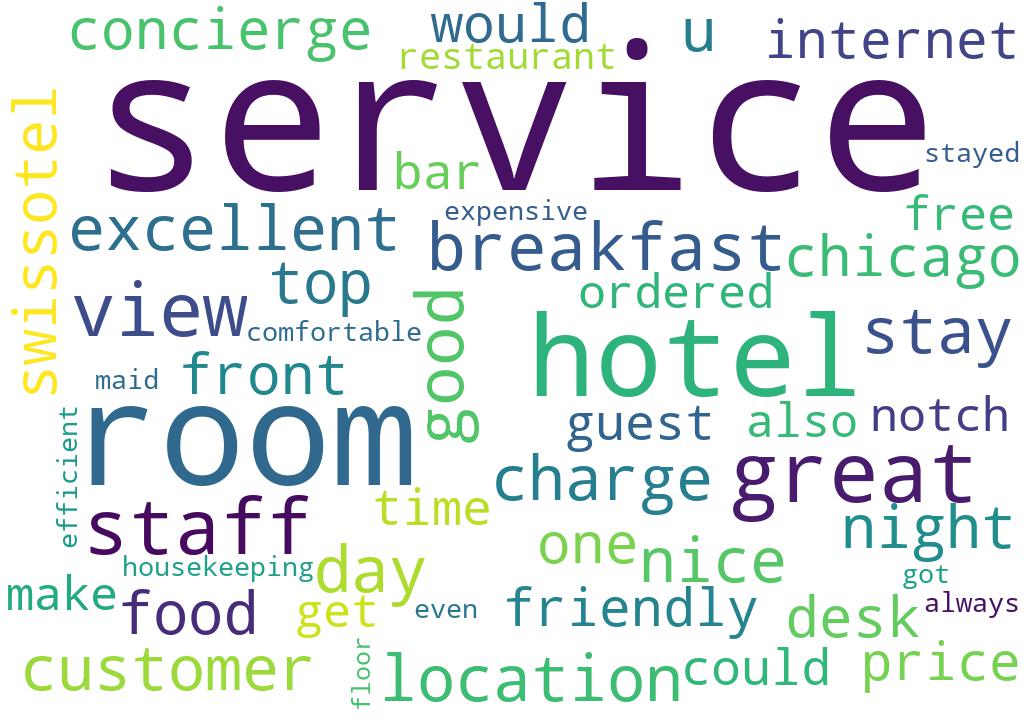 concierge
would
u
internet
restaurant
service
bar
stayed
swissotel
excellent
expensive
breakfast
free
chicago
top
view
comfortable
good
ordered
hotel
stay
maid
front
room
guest
also
notch
efficient
staff
time
charge
great
night
housekeeping
day
one
nice
got
make
food
get
even
friendly
desk
always
customer
floor
location
could
price